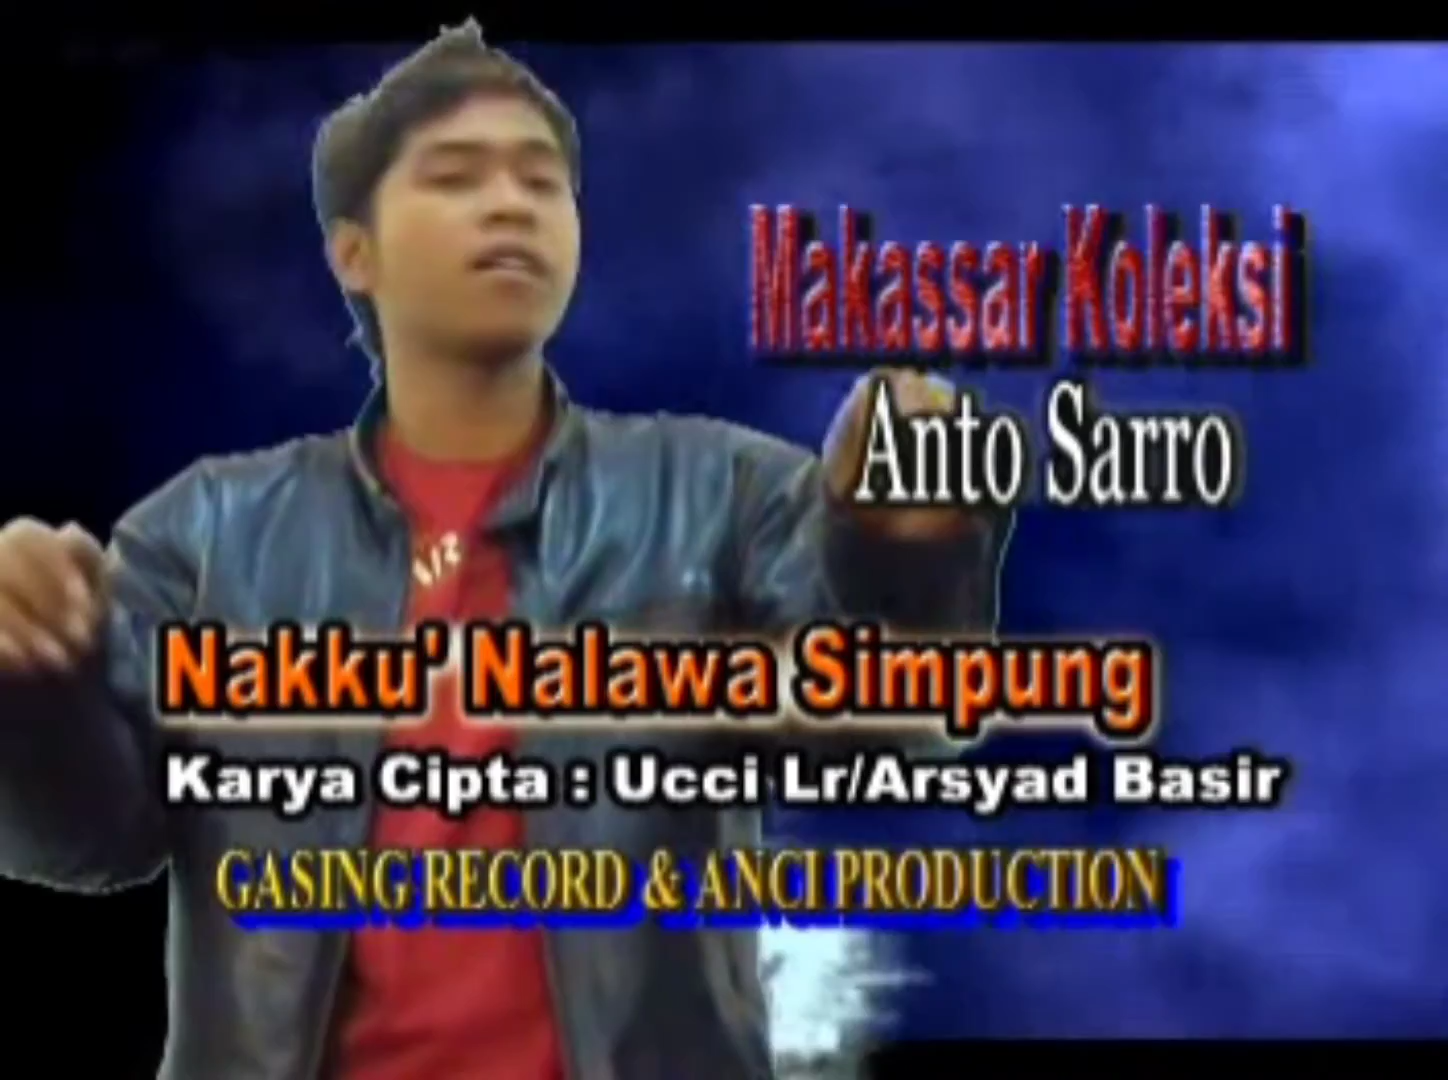 Makassar Koleksi
Anto Sarro
Nakku' Nalawa Simpung
Karya Cipta : Ucci Lr/Arsyad Basir
GASING RECORD & ANCI PRODUCTION